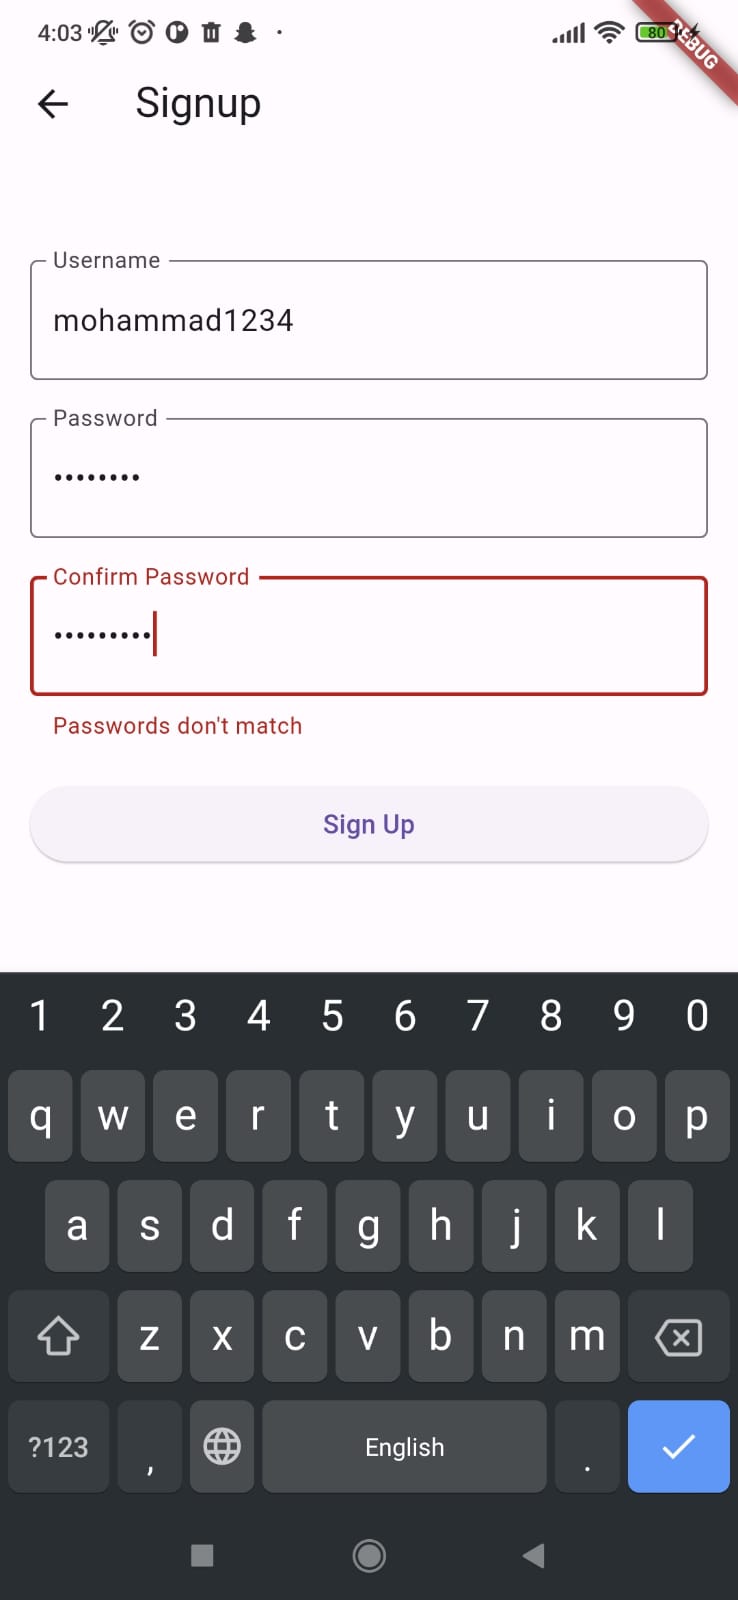 4:03
80
DEBUG
Signup
Username
mohammad1234
Password
••••••••
Confirm Password
•••••••••
Passwords don't match
Sign Up
1 2 3 4 5 6 7 8 9 0
q w e r t y u i o p
a s d f g h j k l
z x c v b n m
?123 , English .